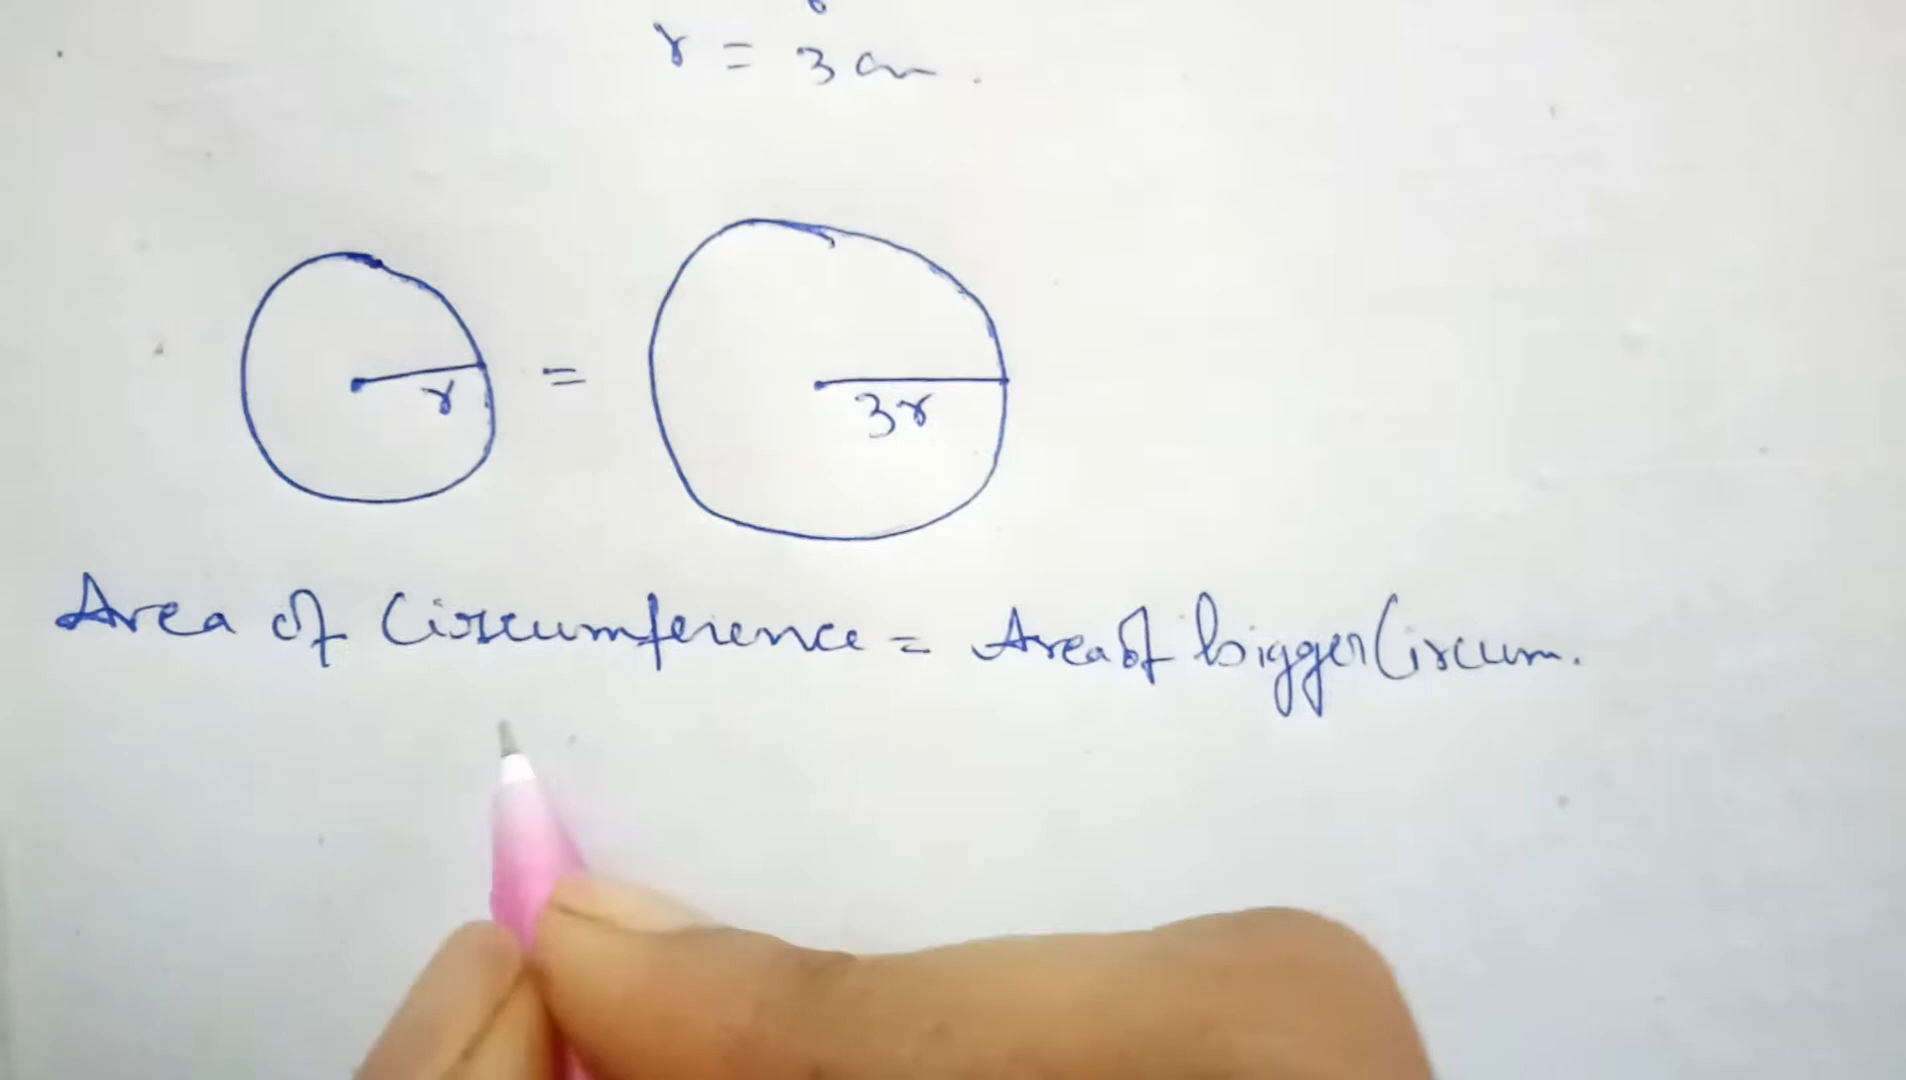 r = 3 cm.
r = 3r
Area of Circumference = Area of bigger Circum.